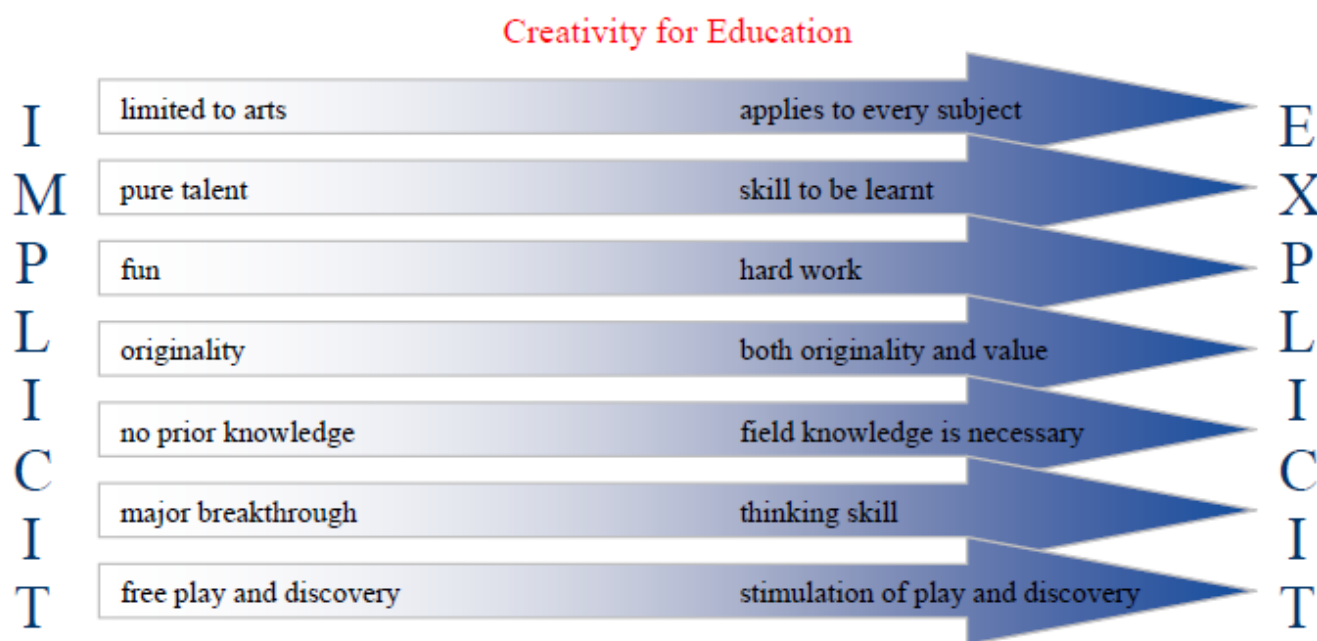 Creativity for Education
IMPLICIT
limited to arts applies to every subject
pure talent skill to be learnt
fun hard work
originality both originality and value
no prior knowledge field knowledge is necessary
major breakthrough thinking skill
free play and discovery stimulation of play and discovery
EXPLICIT